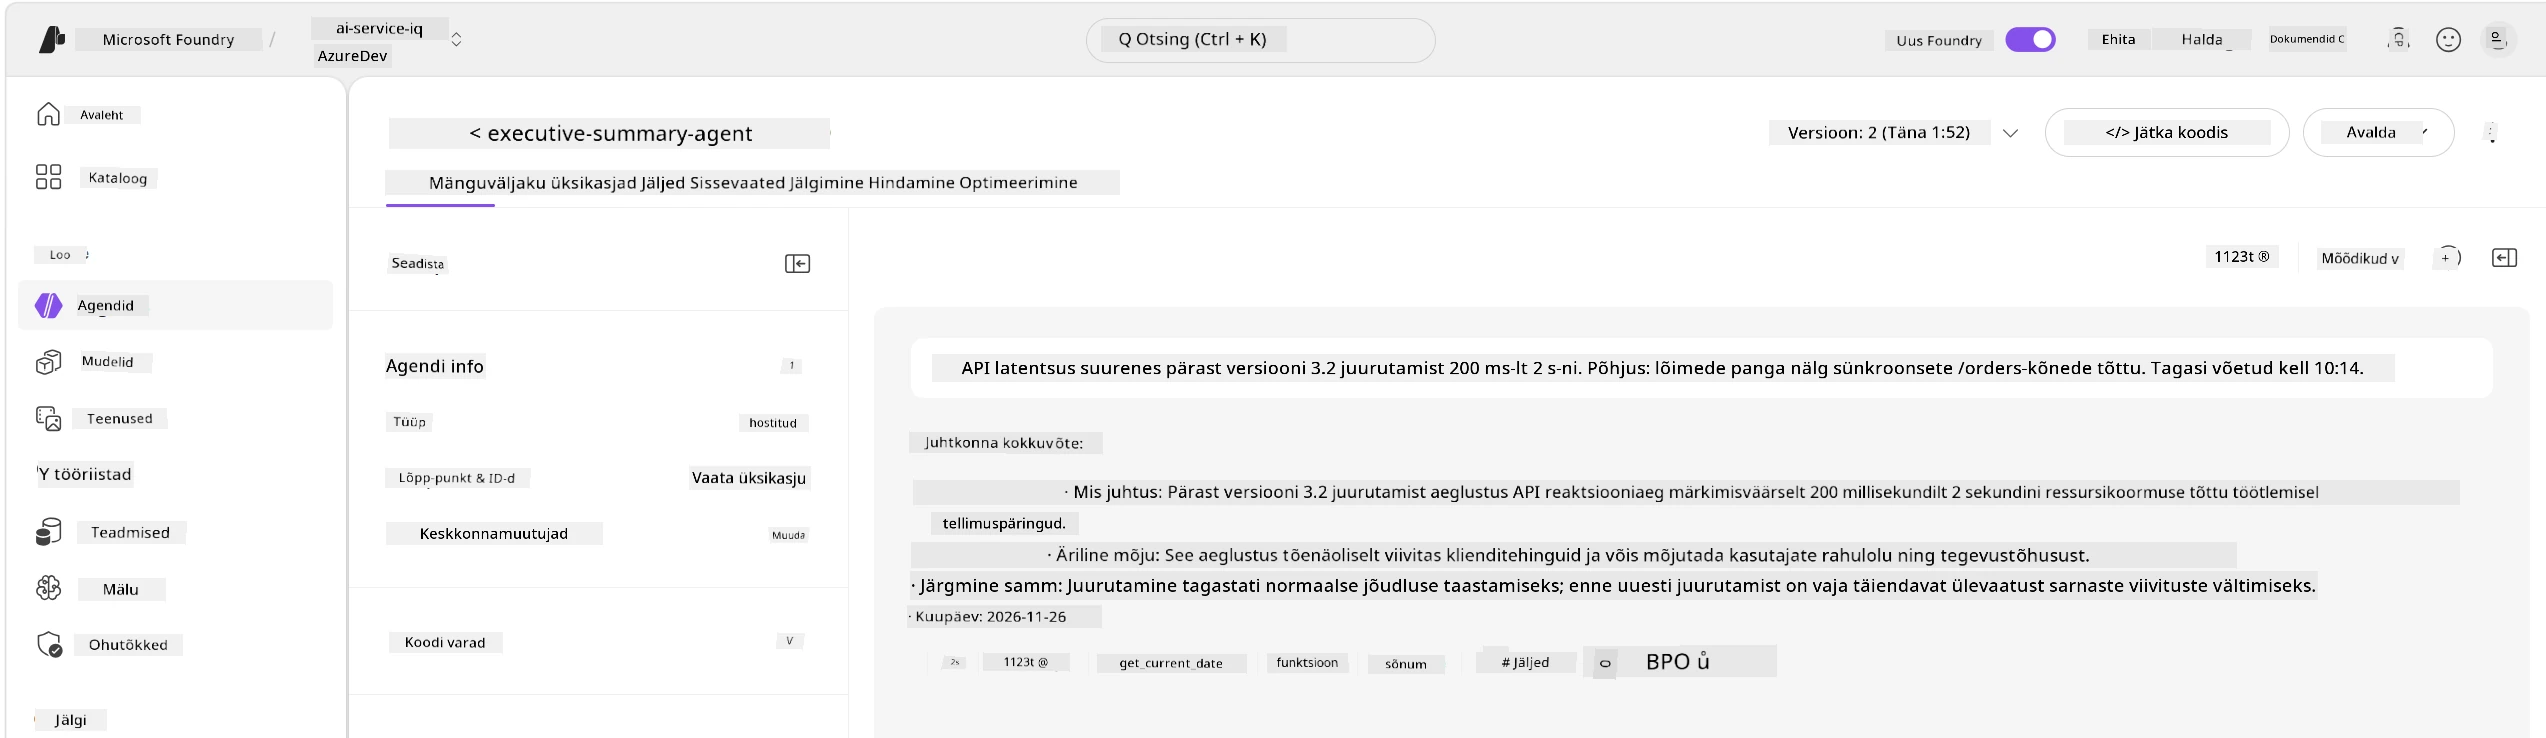 Microsoft Foundry /
ai-service-iq
AzureDev
Q Otsing (Ctrl + K)
Uus Foundry
Ehita
Halda
Dokumendid C
Avaleht
Kataloog
Loo
Agendid
Mudelid
Teenused
Y tööriistad
Teadmised
Mälu
Ohutõkked
Jälgi
< executive-summary-agent
Versioon: 2 (Täna 1:52)
</> Jätka koodis
Avalda
Mänguväljaku üksikasjad Jäljed Sissevaated Jälgimine Hindamine Optimeerimine
Seadista
Agendi info
1
Tüüp
hostitud
Lõpp-punkt & ID-d
Vaata üksikasju
Keskkonnamuutujad
Muuda
Koodi varad
V
1123t ®
Mõõdikud v
+
API latentsus suurenes pärast versiooni 3.2 juurutamist 200 ms-lt 2 s-ni. Põhjus: lõimede panga nälg sünkroonsete /orders-kõnede tõttu. Tagasi võetud kell 10:14.
Juhtkonna kokkuvõte:
· Mis juhtus: Pärast versiooni 3.2 juurutamist aeglustus API reaktsiooniaeg märkimisväärselt 200 millisekundilt 2 sekundini ressursikoormuse tõttu töötlemisel
tellimuspäringud.
· Äriline mõju: See aeglustus tõenäoliselt viivitas klienditehinguid ja võis mõjutada kasutajate rahulolu ning tegevustõhusust.
· Järgmine samm: Juurutamine tagastati normaalse jõudluse taastamiseks; enne uuesti juurutamist on vaja täiendavat ülevaatust sarnaste viivituste vältimiseks.
· Kuupäev: 2026-11-26
2s
1123t @
get_current_date
funktsioon
sõnum
# Jäljed
BPO ů